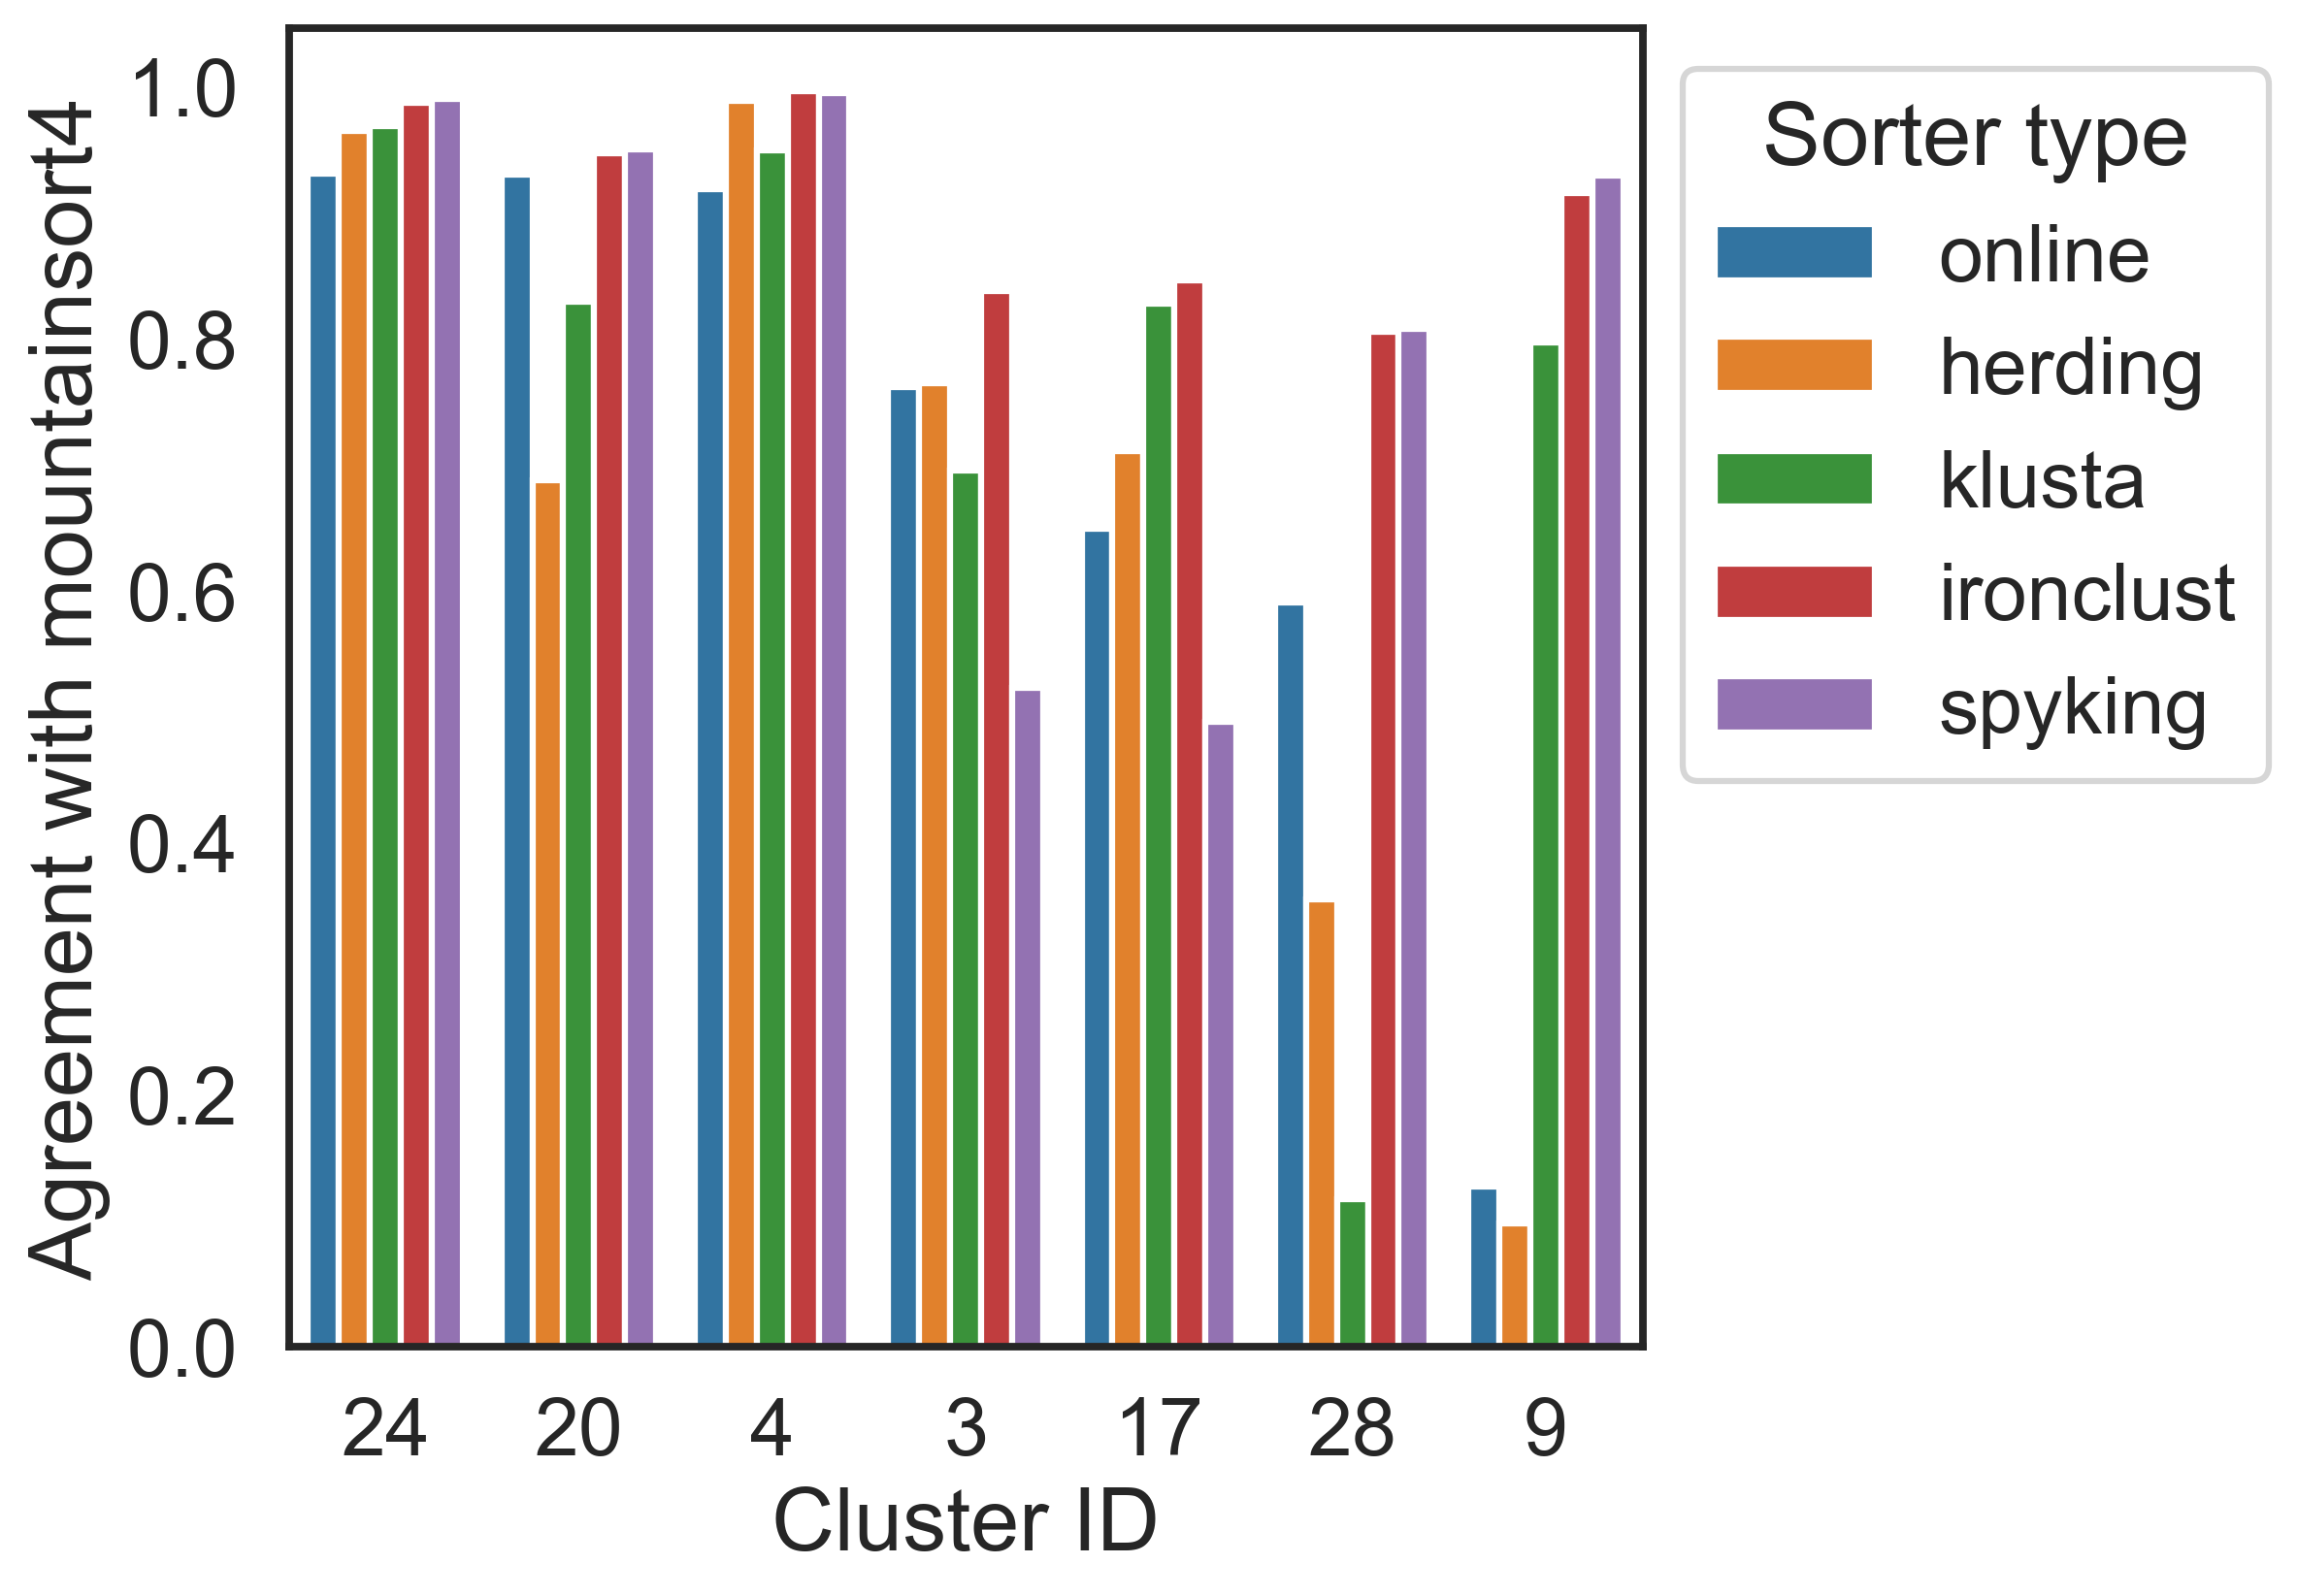 Agreement with mountainsort4
1.0
0.8
0.6
0.4
0.2
0.0
24 20 4 3 17 28 9
Cluster ID
Sorter type
online
herding
klusta
ironclust
spyking